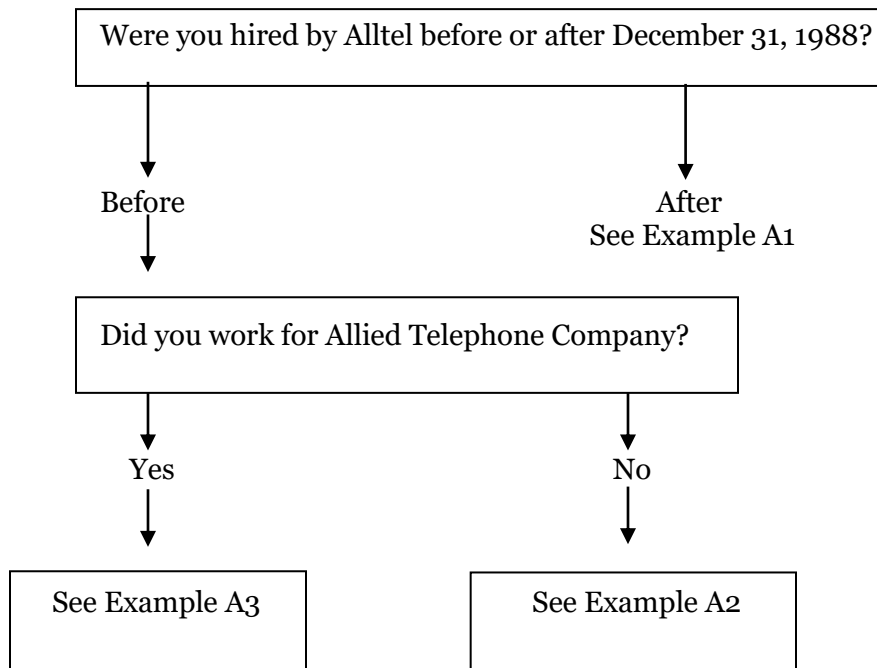 Were you hired by Alltel before or after December 31, 1988?
Before
After
See Example A1
Did you work for Allied Telephone Company?
Yes
No
See Example A3
See Example A2